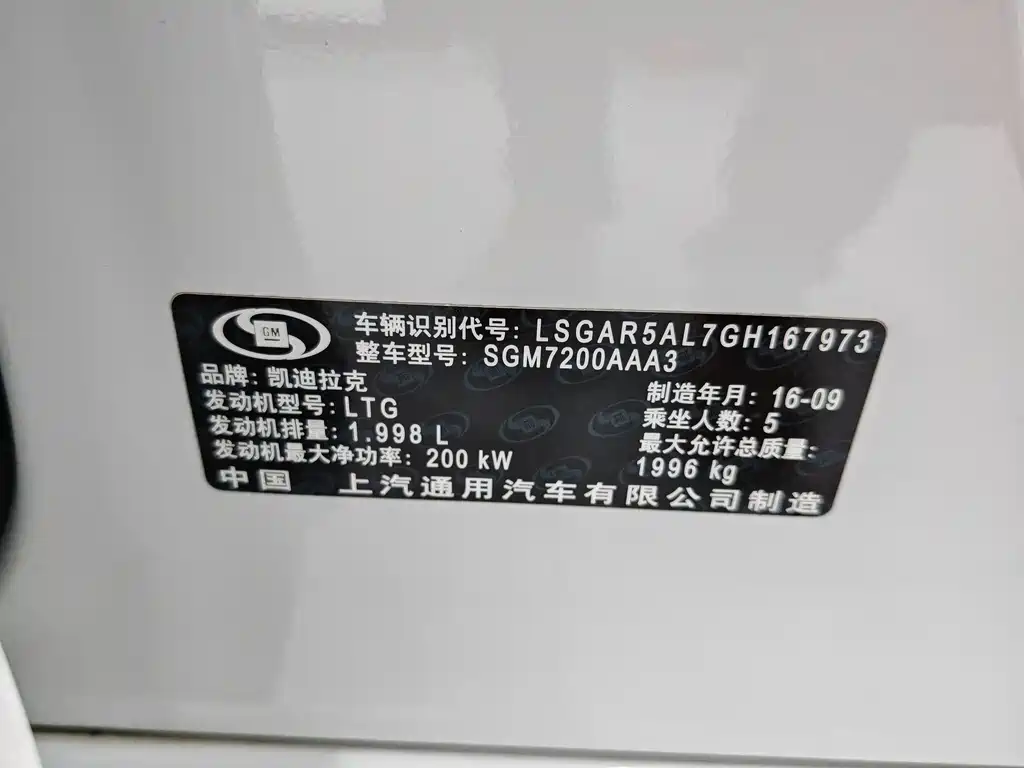 GM
车辆识别代号: LSGAR5AL7GH167973
整车型号: SGM7200AAA3
品牌: 凯迪拉克
制造年月: 16-09
发动机型号: LTG
乘坐人数: 5
发动机排量: 1.998 L
最大允许总质量:
1996 kg
发动机最大净功率: 200 kW
中国 上汽通用汽车有限公司制造